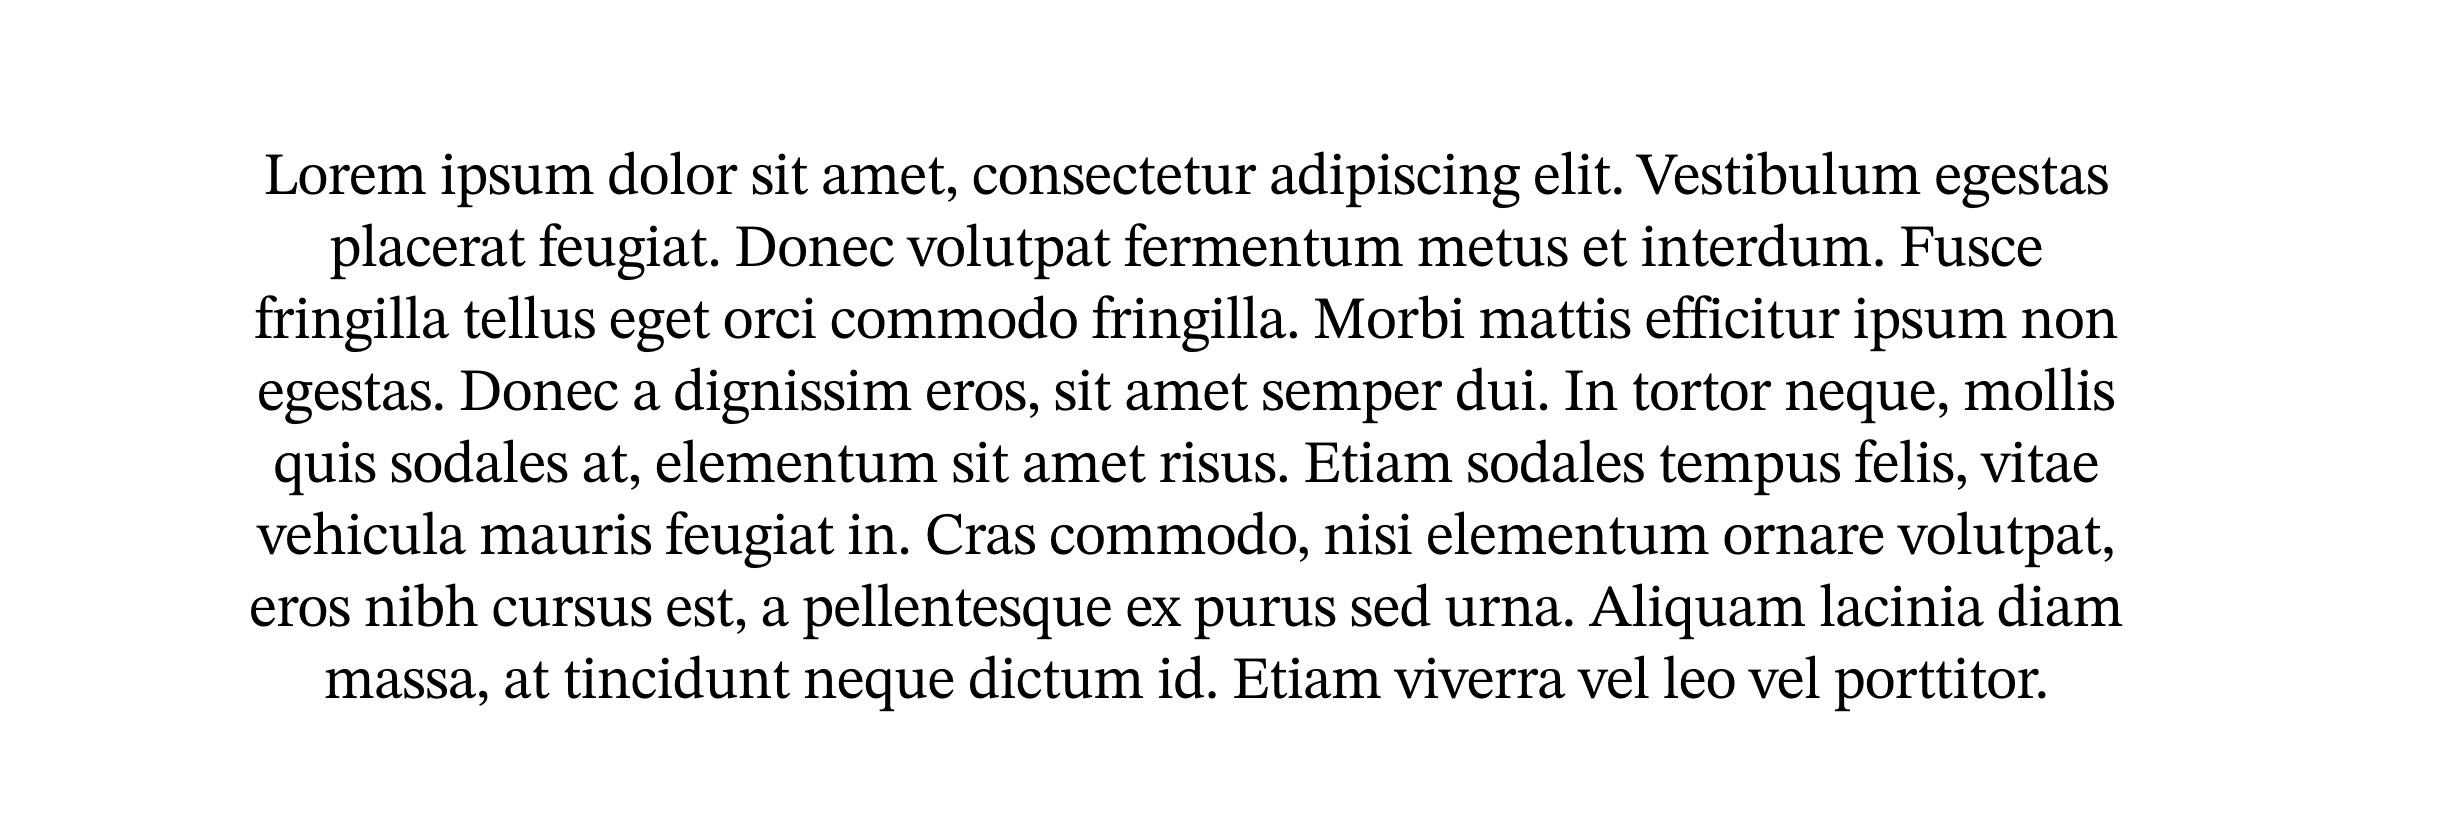 Lorem ipsum dolor sit amet, consectetur adipiscing elit. Vestibulum egestas
placerat feugiat. Donec volutpat fermentum metus et interdum. Fusce
fringilla tellus eget orci commodo fringilla. Morbi mattis efficitur ipsum non
egestas. Donec a dignissim eros, sit amet semper dui. In tortor neque, mollis
quis sodales at, elementum sit amet risus. Etiam sodales tempus felis, vitae
vehicula mauris feugiat in. Cras commodo, nisi elementum ornare volutpat,
eros nibh cursus est, a pellentesque ex purus sed urna. Aliquam lacinia diam
massa, at tincidunt neque dictum id. Etiam viverra vel leo vel porttitor.